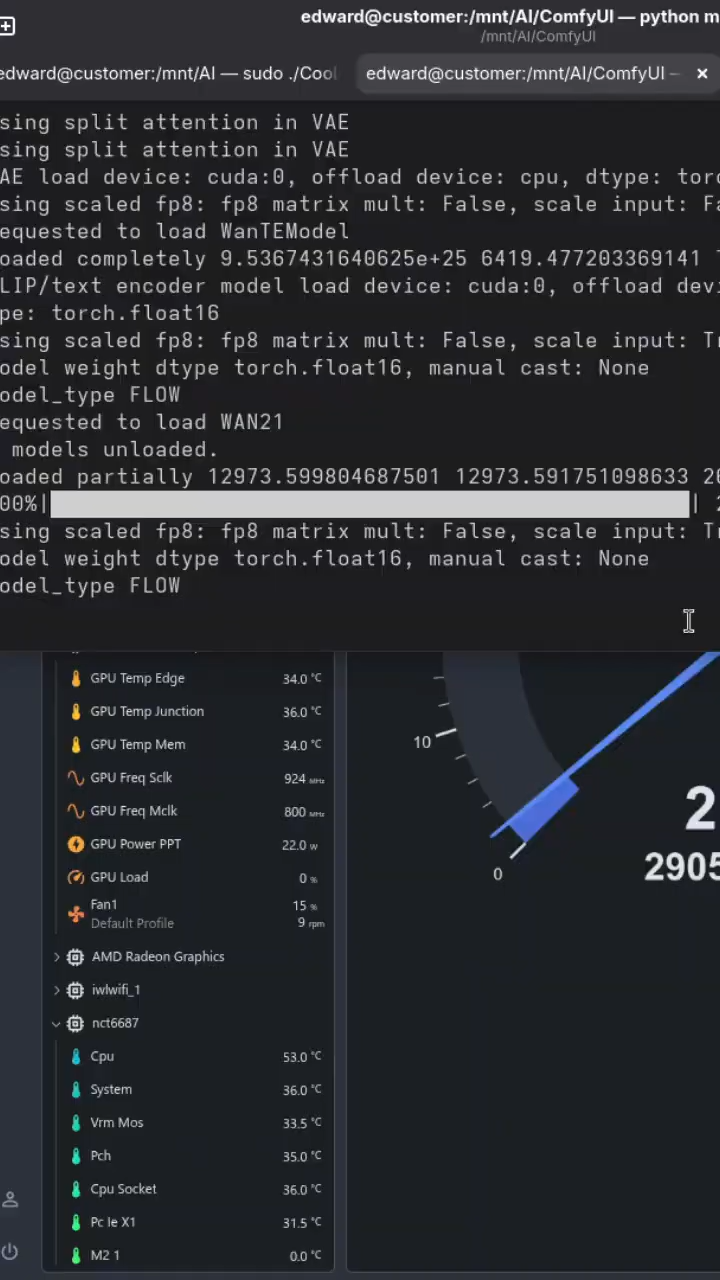 edward@customer:/mnt/AI/ComfyUI — python m
/mnt/AI/ComfyUI
edward@customer:/mnt/AI — sudo ./Cool
edward@customer:/mnt/AI/ComfyUI — ×
sing split attention in VAE
sing split attention in VAE
AE load device: cuda:0, offload device: cpu, dtype: torc
sing scaled fp8: fp8 matrix mult: False, scale input: Fa
equested to load WanTEModel
oaded completely 9.5367431640625e+25 6419.477203369141 T
LIP/text encoder model load device: cuda:0, offload devi
pe: torch.float16
sing scaled fp8: fp8 matrix mult: False, scale input: Tr
odel weight dtype torch.float16, manual cast: None
odel_type FLOW
equested to load WAN21
models unloaded.
oaded partially 12973.599804687501 12973.591751098633 26
00%| | 2
sing scaled fp8: fp8 matrix mult: False, scale input: Tr
odel weight dtype torch.float16, manual cast: None
odel_type FLOW
GPU Temp Edge 34.0 °C
GPU Temp Junction 36.0 °C
GPU Temp Mem 34.0 °C
GPU Freq Sclk 924 MHz
GPU Freq Mclk 800 MHz
GPU Power PPT 22.0 W
GPU Load 0 %
Fan1 15 %
Default Profile 9 rpm
AMD Radeon Graphics
iwlwifi_1
nct6687
Cpu 53.0 °C
System 36.0 °C
Vrm Mos 33.5 °C
Pch 35.0 °C
Cpu Socket 36.0 °C
Pc Ie X1 31.5 °C
M2 1 0.0 °C
10
0
2
2905